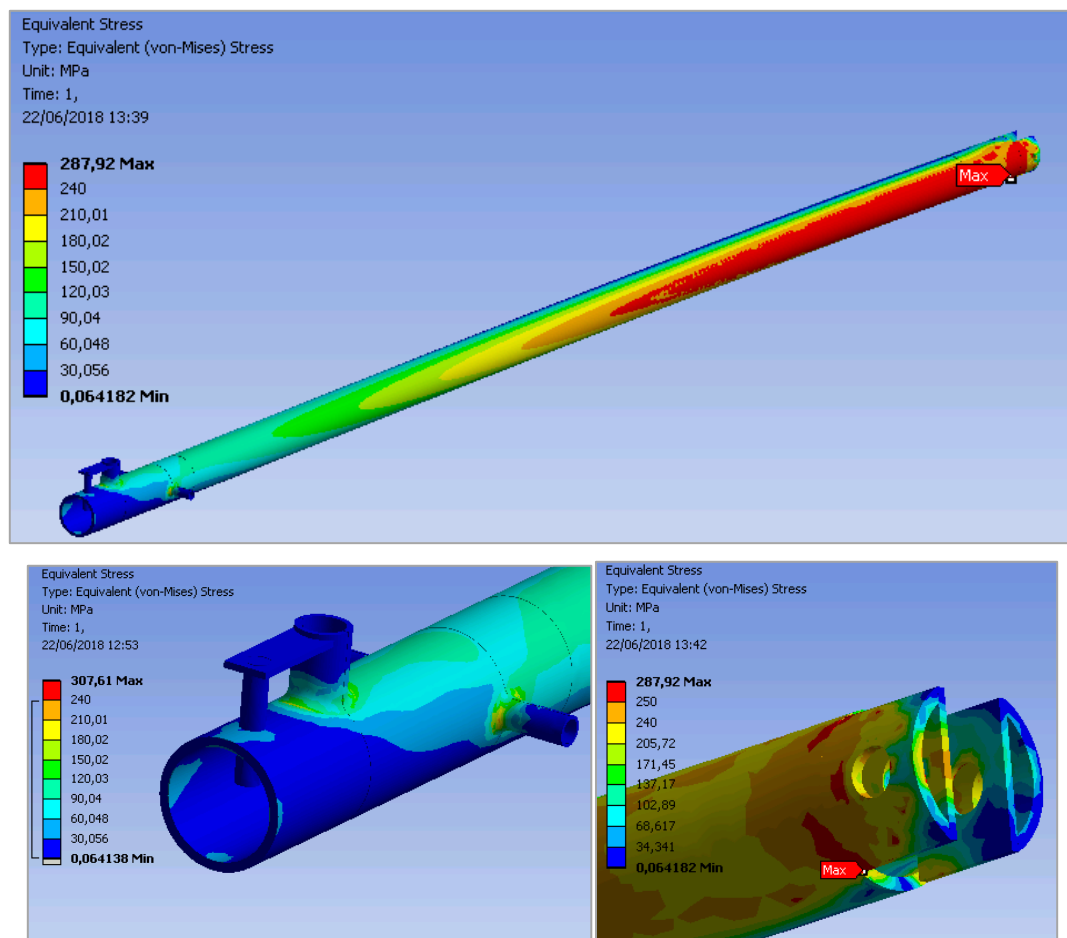 Equivalent Stress
Type: Equivalent (von-Mises) Stress
Unit: MPa
Time: 1,
22/06/2018 13:39
287,92 Max
240
210,01
180,02
150,02
120,03
90,04
60,048
30,056
0,064182 Min
Max
Equivalent Stress
Type: Equivalent (von-Mises) Stress
Unit: MPa
Time: 1,
22/06/2018 12:53
307,61 Max
240
210,01
180,02
150,02
120,03
90,04
60,048
30,056
0,064138 Min
Equivalent Stress
Type: Equivalent (von-Mises) Stress
Unit: MPa
Time: 1,
22/06/2018 13:42
287,92 Max
250
240
205,72
171,45
137,17
102,89
68,617
34,341
0,064182 Min
Max